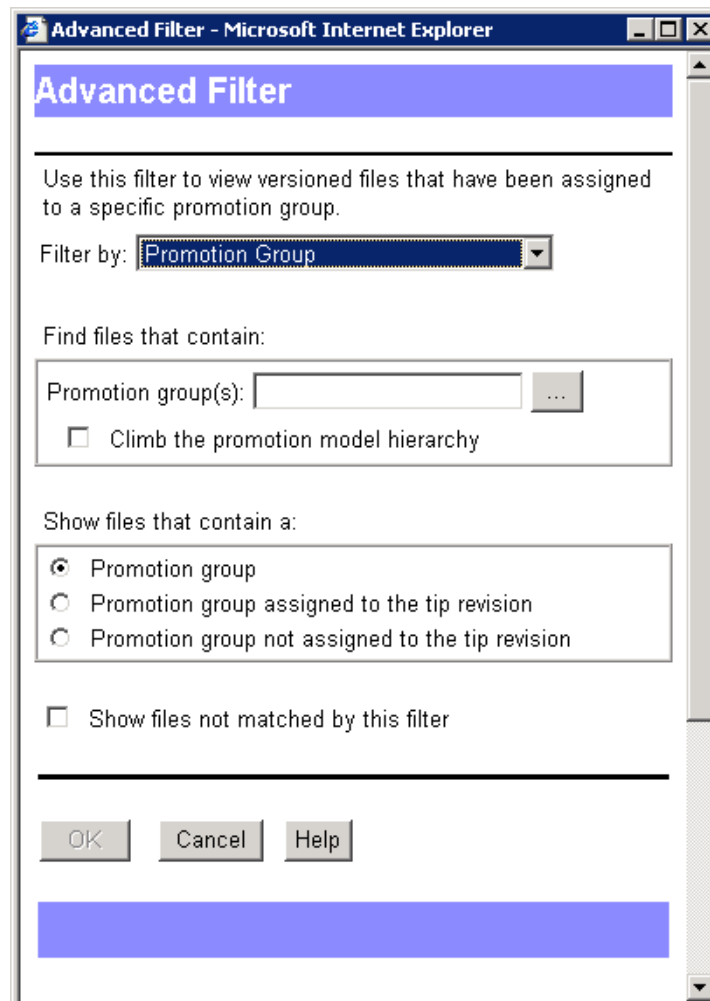 Advanced Filter - Microsoft Internet Explorer
Advanced Filter
Use this filter to view versioned files that have been assigned
to a specific promotion group.
Filter by: Promotion Group
Find files that contain:
Promotion group(s): ...
Climb the promotion model hierarchy
Show files that contain a:
Promotion group
Promotion group assigned to the tip revision
Promotion group not assigned to the tip revision
Show files not matched by this filter
OK Cancel Help